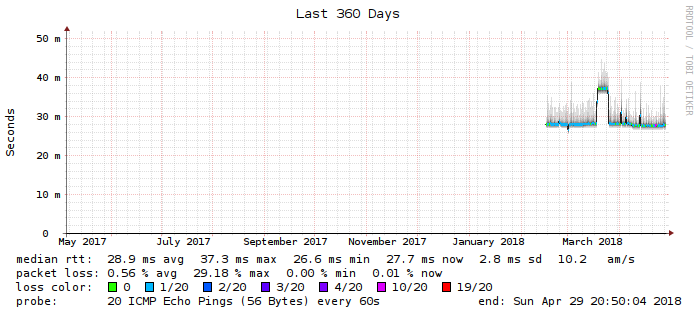 Last 360 Days
RRDTOOL / TOBI OETIKER
Seconds
50 m
40 m
30 m
20 m
10 m
0
May 2017 July 2017 September 2017 November 2017 January 2018 March 2018
median rtt: 28.9 ms avg 37.3 ms max 26.6 ms min 27.7 ms now 2.8 ms sd 10.2 am/s
packet loss: 0.56 % avg 29.18 % max 0.00 % min 0.01 % now
loss color: 0 1/20 2/20 3/20 4/20 10/20 19/20
probe: 20 ICMP Echo Pings (56 Bytes) every 60s end: Sun Apr 29 20:50:04 2018